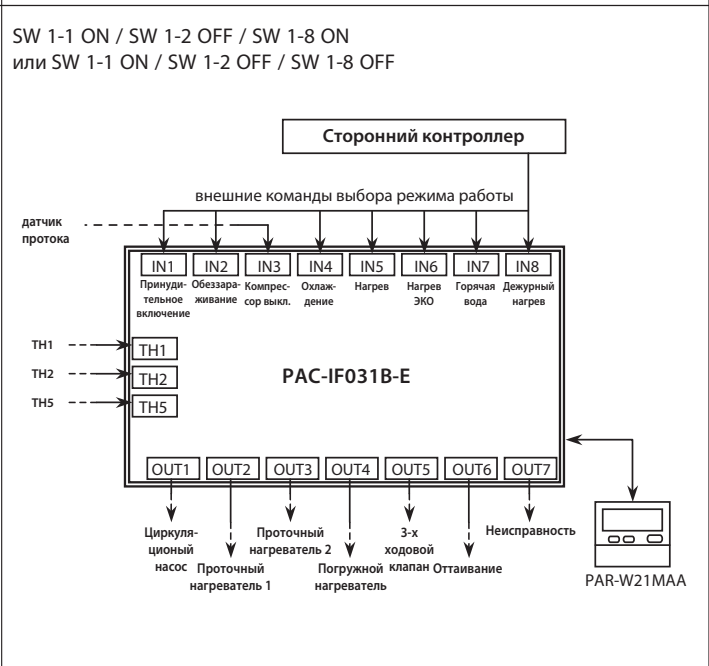 SW 1-1 ON / SW 1-2 OFF / SW 1-8 ON
или SW 1-1 ON / SW 1-2 OFF / SW 1-8 OFF
Сторонний контроллер
внешние команды выбора режима работы
датчик
протока
IN1 IN2 IN3 IN4 IN5 IN6 IN7 IN8
Принуди-
тельное
включение
Обеззара-
живание
Компрес-
сор выкл.
Охлаж-
дение
Нагрев
Нагрев
ЭКО
Горячая
вода
Дежурный
нагрев
TH1 TH1
TH2 TH2
TH5 TH5
PAC-IF031B-E
OUT1 OUT2 OUT3 OUT4 OUT5 OUT6 OUT7
Циркуля-
ционый
насос
Проточный
нагреватель 1
Проточный
нагреватель 2
Погружной
нагреватель
3-х
ходовой
клапан
Оттаивание
Неисправность
PAR-W21MAA